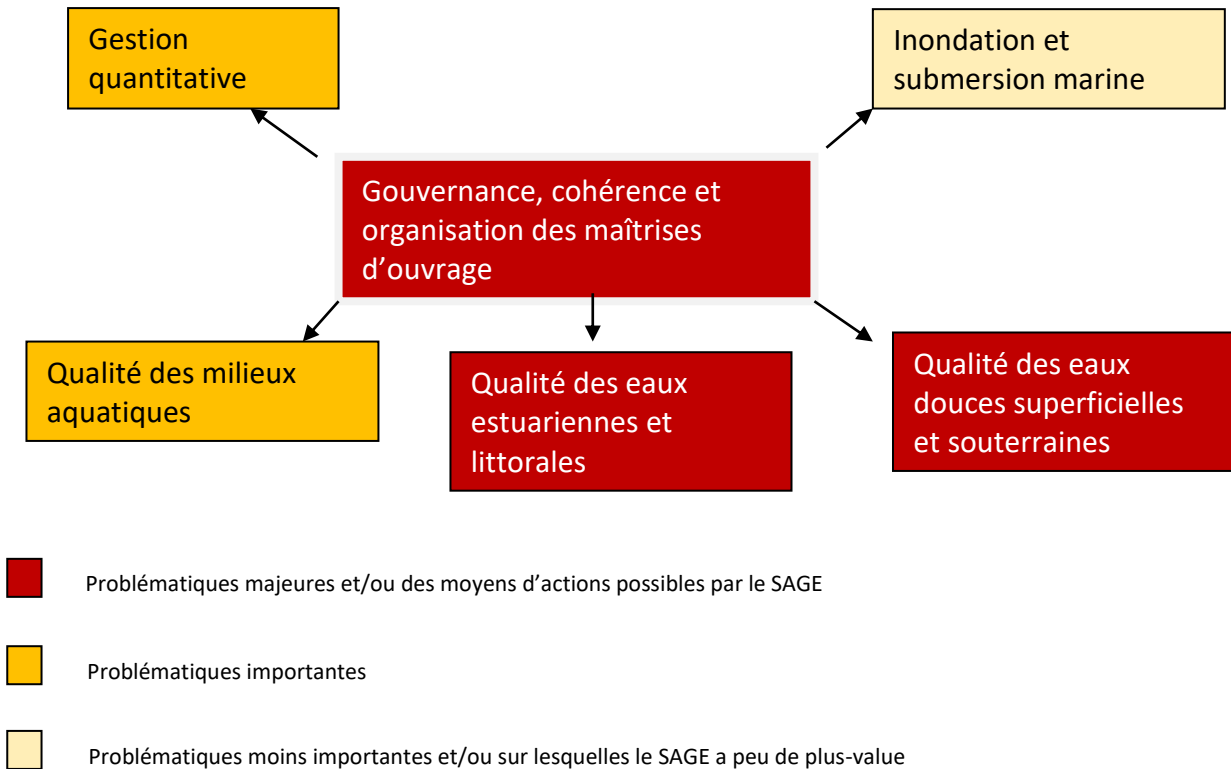 Gestion
quantitative
Inondation et
submersion marine
Gouvernance, cohérence et
organisation des maîtrises
d’ouvrage
Qualité des milieux
aquatiques
Qualité des eaux
estuariennes et
littorales
Qualité des eaux
douces superficielles
et souterraines
Problématiques majeures et/ou des moyens d’actions possibles par le SAGE
Problématiques importantes
Problématiques moins importantes et/ou sur lesquelles le SAGE a peu de plus-value